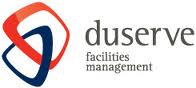 duserve
facilities
management